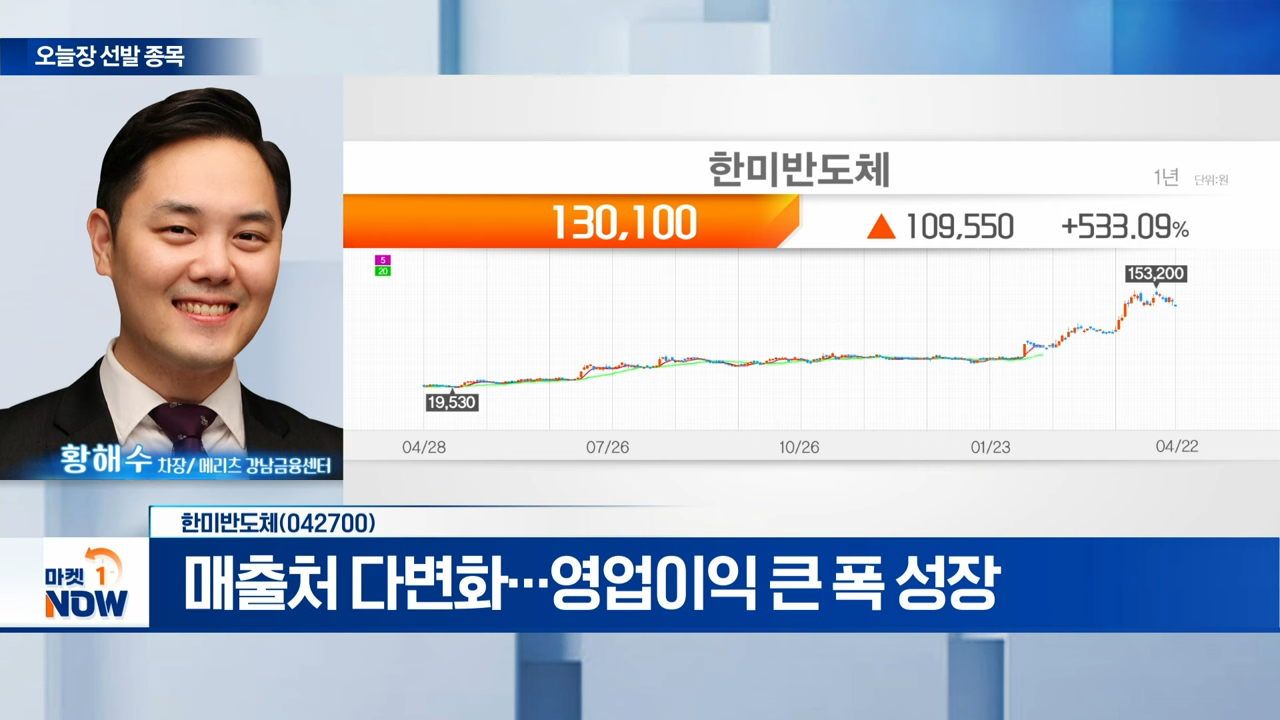 오늘장 선발 종목
한미반도체
1년 단위:원
130,100 ▲ 109,550 +533.09%
5
20
153,200
19,530
04/28 07/26 10/26 01/23 04/22
황해수 차장/메리츠 강남금융센터
한미반도체(042700)
마켓 1
NOW
매출처 다변화…영업이익 큰 폭 성장